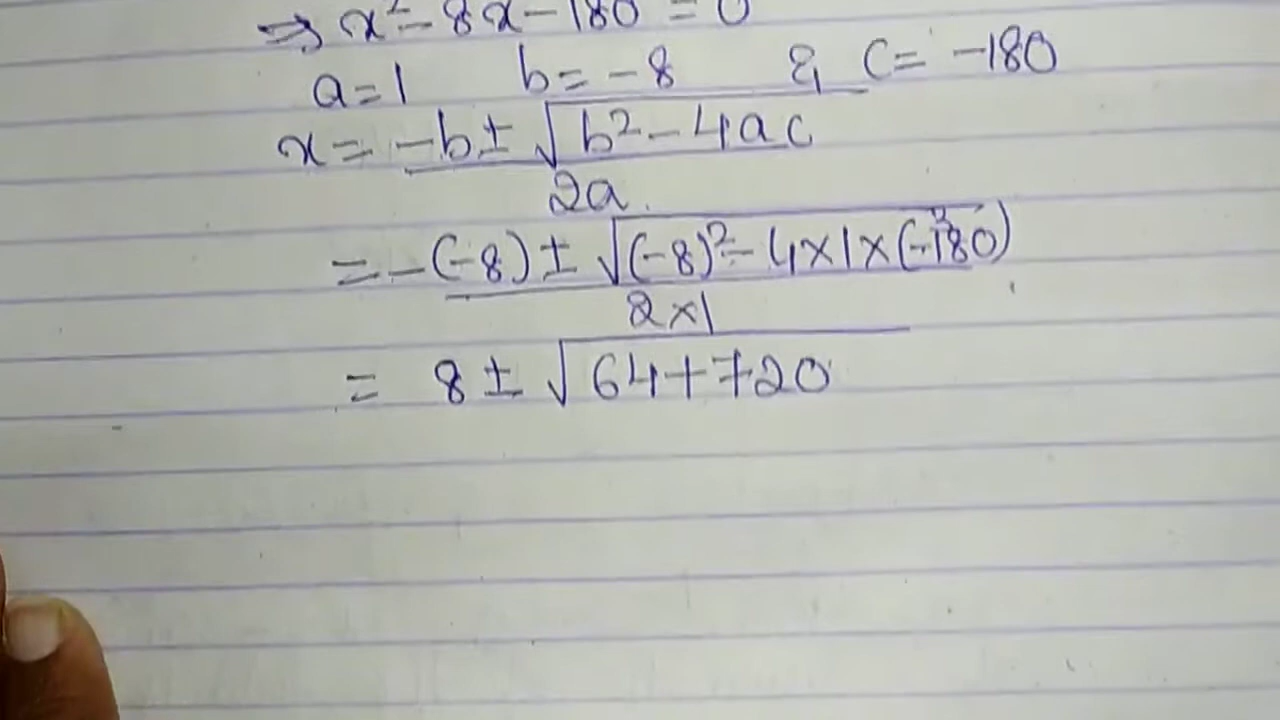 ⇒ x² - 8x - 180 = 0
a = 1 b = -8 & c = -180
x = -b ± √b² - 4ac
2a
= -(-8) ± √(-8)² - 4×1×(-180)
2×1
= 8 ± √64+720